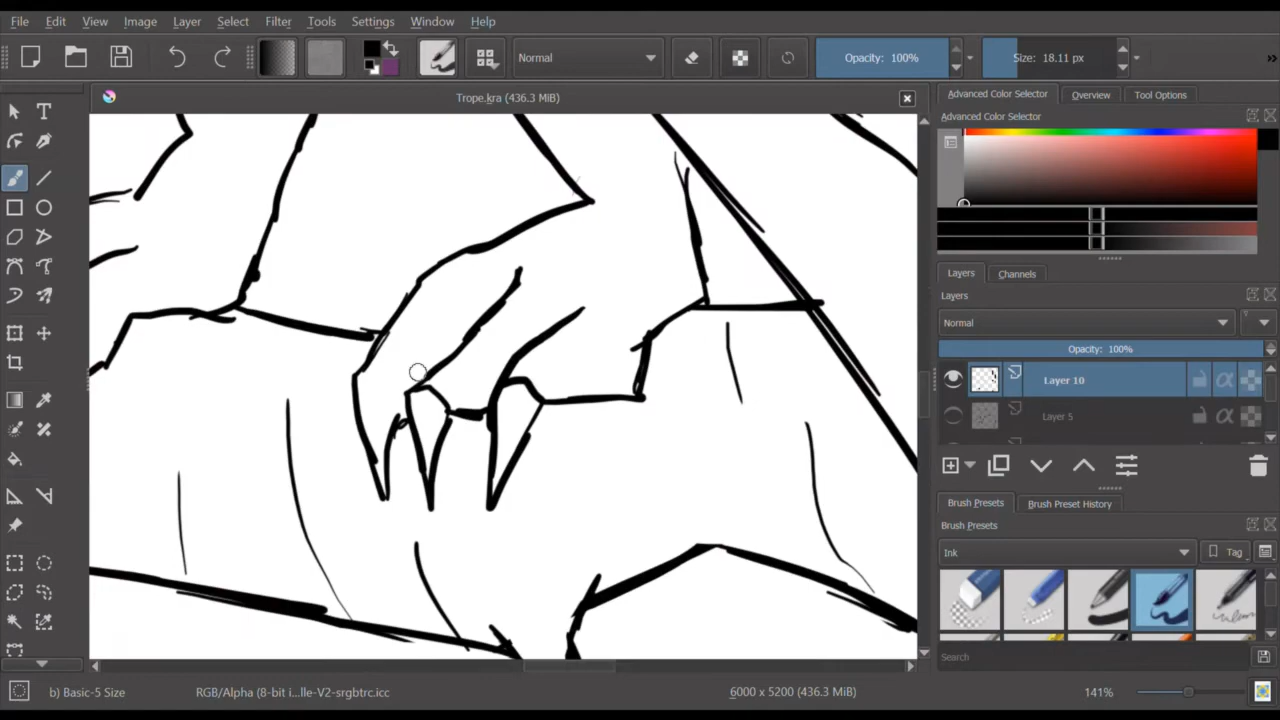 File Edit View Image Layer Select Filter Tools Settings Window Help
Normal Opacity: 100% Size: 18.11 px »
Trope.kra (436.3 MiB)
Advanced Color Selector Overview Tool Options
Advanced Color Selector
Layers Channels
Layers
Normal
Opacity: 100%
Layer 10
Layer 5
Brush Presets Brush Preset History
Brush Presets
Ink Tag
Search
b) Basic-5 Size RGB/Alpha (8-bit i...lle-V2-srgbtrc.icc 6000 x 5200 (436.3 MiB) 141%